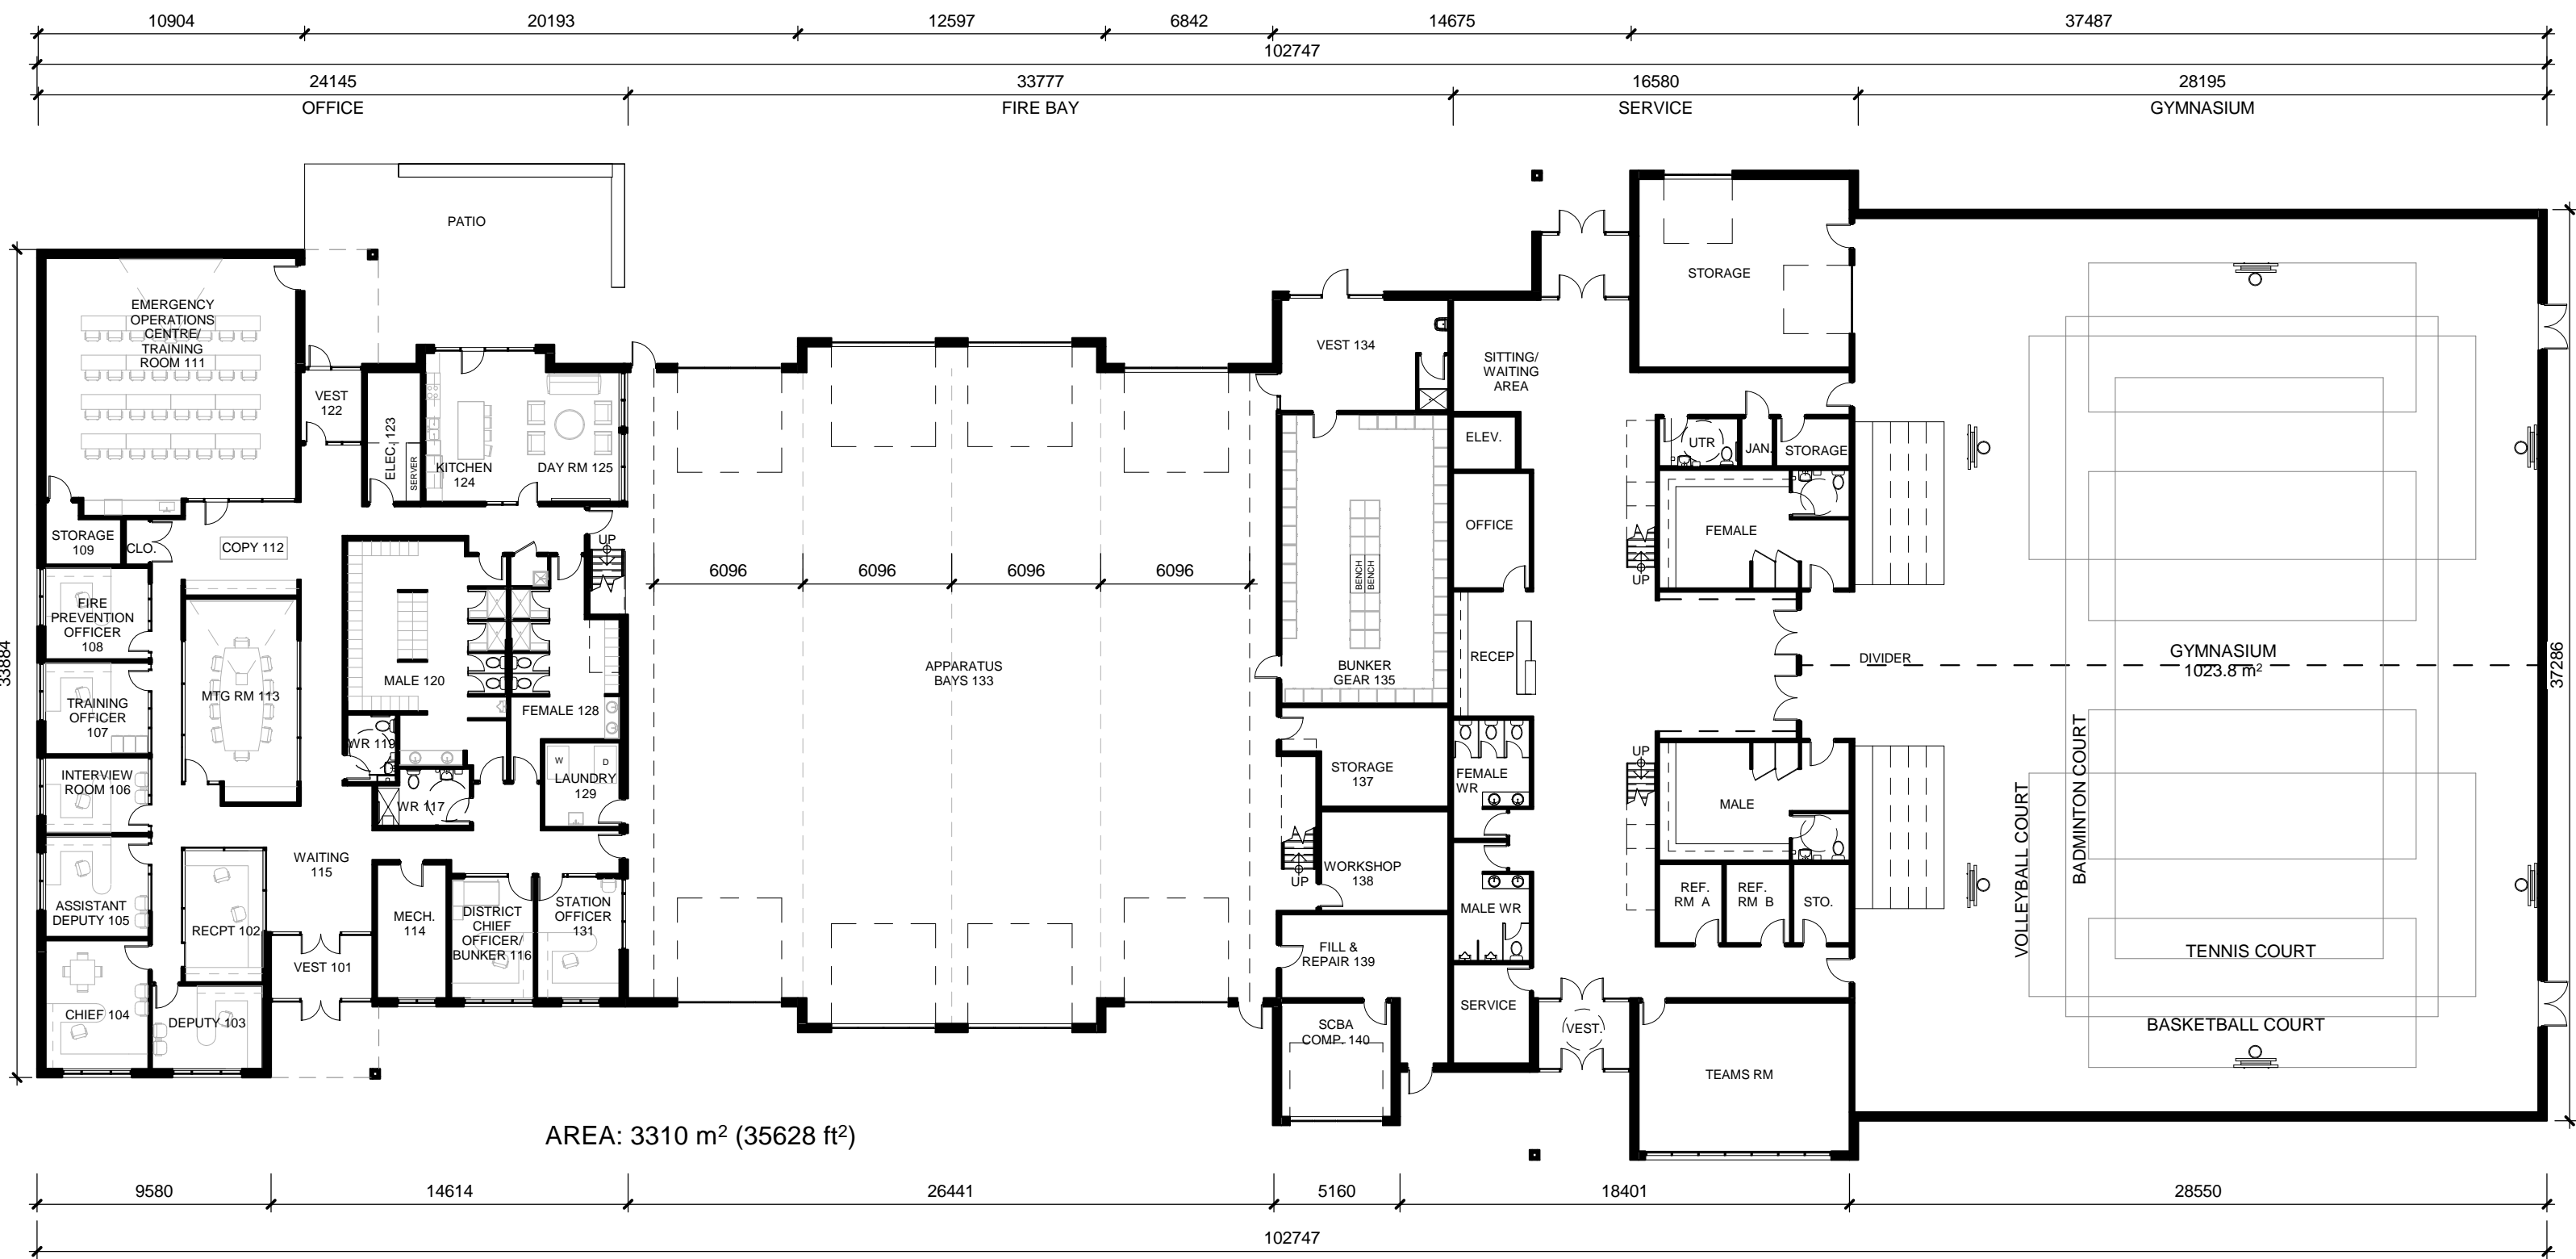 10904 20193 12597 6842 14675 37487
102747
24145 33777 16580 28195
OFFICE FIRE BAY SERVICE GYMNASIUM
PATIO
EMERGENCY
OPERATIONS
CENTRE/
TRAINING
ROOM 111
VEST
122
ELEC. 123
SERVER
KITCHEN
124
DAY RM 125
STORAGE
109
CLO.
COPY 112
UP
FIRE
PREVENTION
OFFICER
108
TRAINING
OFFICER
107
MTG RM 113
MALE 120
FEMALE 128
WR 119
WR 117
W
D
LAUNDRY
129
INTERVIEW
ROOM 106
ASSISTANT
DEPUTY 105
WAITING
115
RECPT 102
VEST 101
MECH.
114
DISTRICT
CHIEF
OFFICER/
BUNKER 116
STATION
OFFICER
131
CHIEF 104
DEPUTY 103
33884
6096 6096 6096 6096
APPARATUS
BAYS 133
VEST 134
BENCH
BENCH
BUNKER
GEAR 135
STORAGE
137
WORKSHOP
138
UP
FILL &
REPAIR 139
SCBA
COMP. 140
SITTING/
WAITING
AREA
ELEV.
OFFICE
RECEP
FEMALE
WR
MALE WR
SERVICE
VEST.
STORAGE
UTR
JAN.
STORAGE
FEMALE
UP
UP
MALE
REF.
RM A
REF.
RM B
STO.
TEAMS RM
DIVIDER
GYMNASIUM
1023.8 m²
VOLLEYBALL COURT
BADMINTON COURT
TENNIS COURT
BASKETBALL COURT
37286
AREA: 3310 m² (35628 ft²)
9580 14614 26441 5160 18401 28550
102747